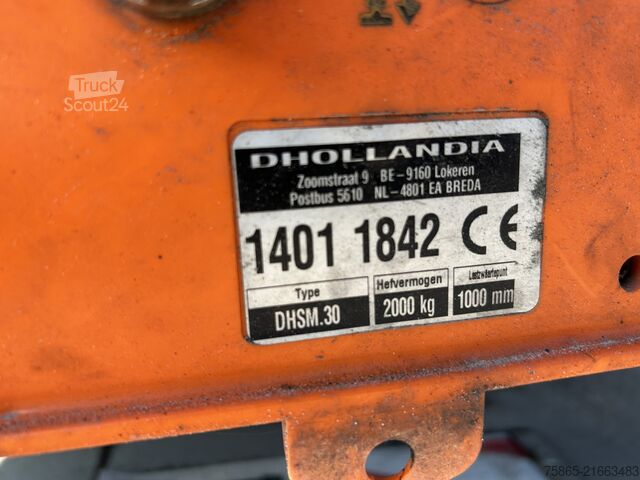 Truck
Scout24
DHOLLANDIA
Zoomstraat 9 BE-9160 Lokeren
Postbus 5610 NL-4801 EA BREDA
1401 1842 CE
Type
Hefvermogen
Lastzwaartepunt
DHSM.30
2000 kg
1000 mm
75865-21663483